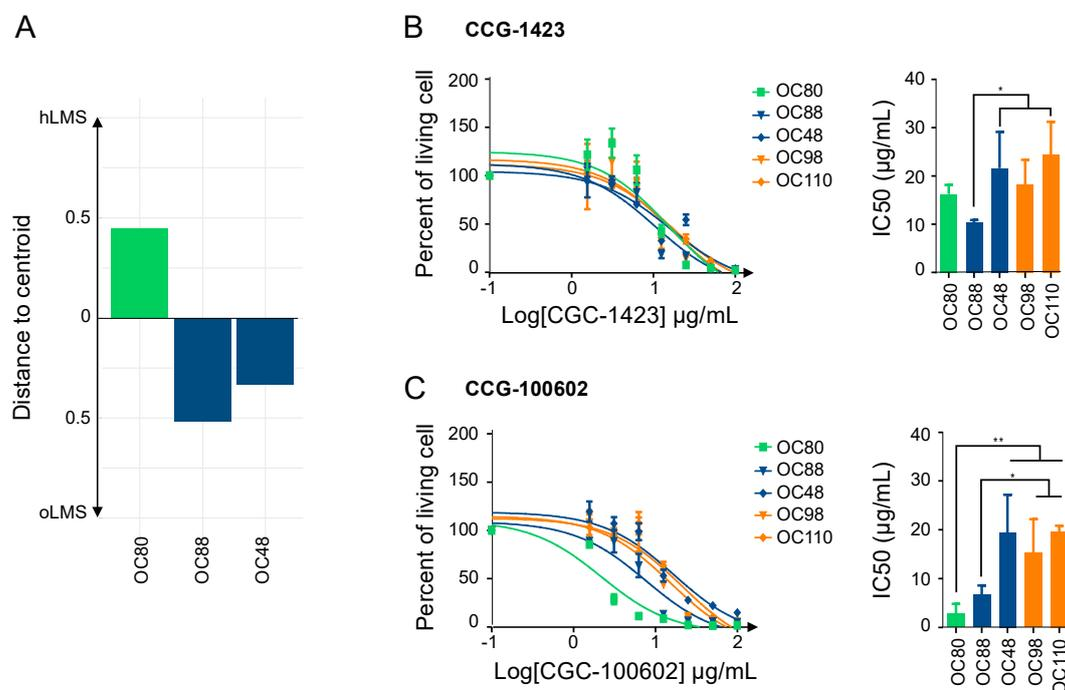 A
hLMS
0.5
0
0.5
oLMS
Distance to centroid
OC80
OC88
OC48
B CCG-1423
Percent of living cell
200
150
100
50
0
-1 0 1 2
Log[CGC-1423] µg/mL
OC80
OC88
OC48
OC98
OC110
IC50 (µg/mL)
40
30
20
10
0
*
OC80
OC88
OC48
OC98
OC110
C CCG-100602
Percent of living cell
200
150
100
50
0
-1 0 1 2
Log[CGC-100602] µg/mL
OC80
OC88
OC48
OC98
OC110
IC50 (µg/mL)
40
30
20
10
0
**
*
OC80
OC88
OC48
OC98
OC110